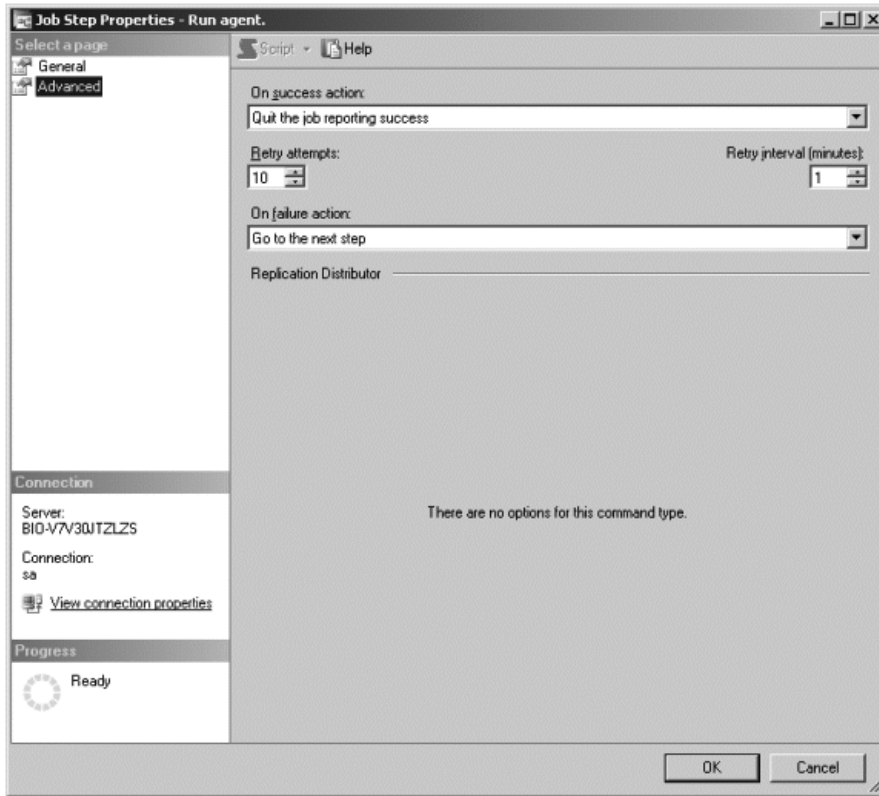 Job Step Properties - Run agent.
Select a page
General
Advanced
Script
Help
On success action:
Quit the job reporting success
Retry attempts:
Retry interval (minutes):
10
1
On failure action:
Go to the next step
Replication Distributor
There are no options for this command type.
Connection
Server:
BIO-V7V30JTZLZS
Connection:
sa
View connection properties
Progress
Ready
OK
Cancel